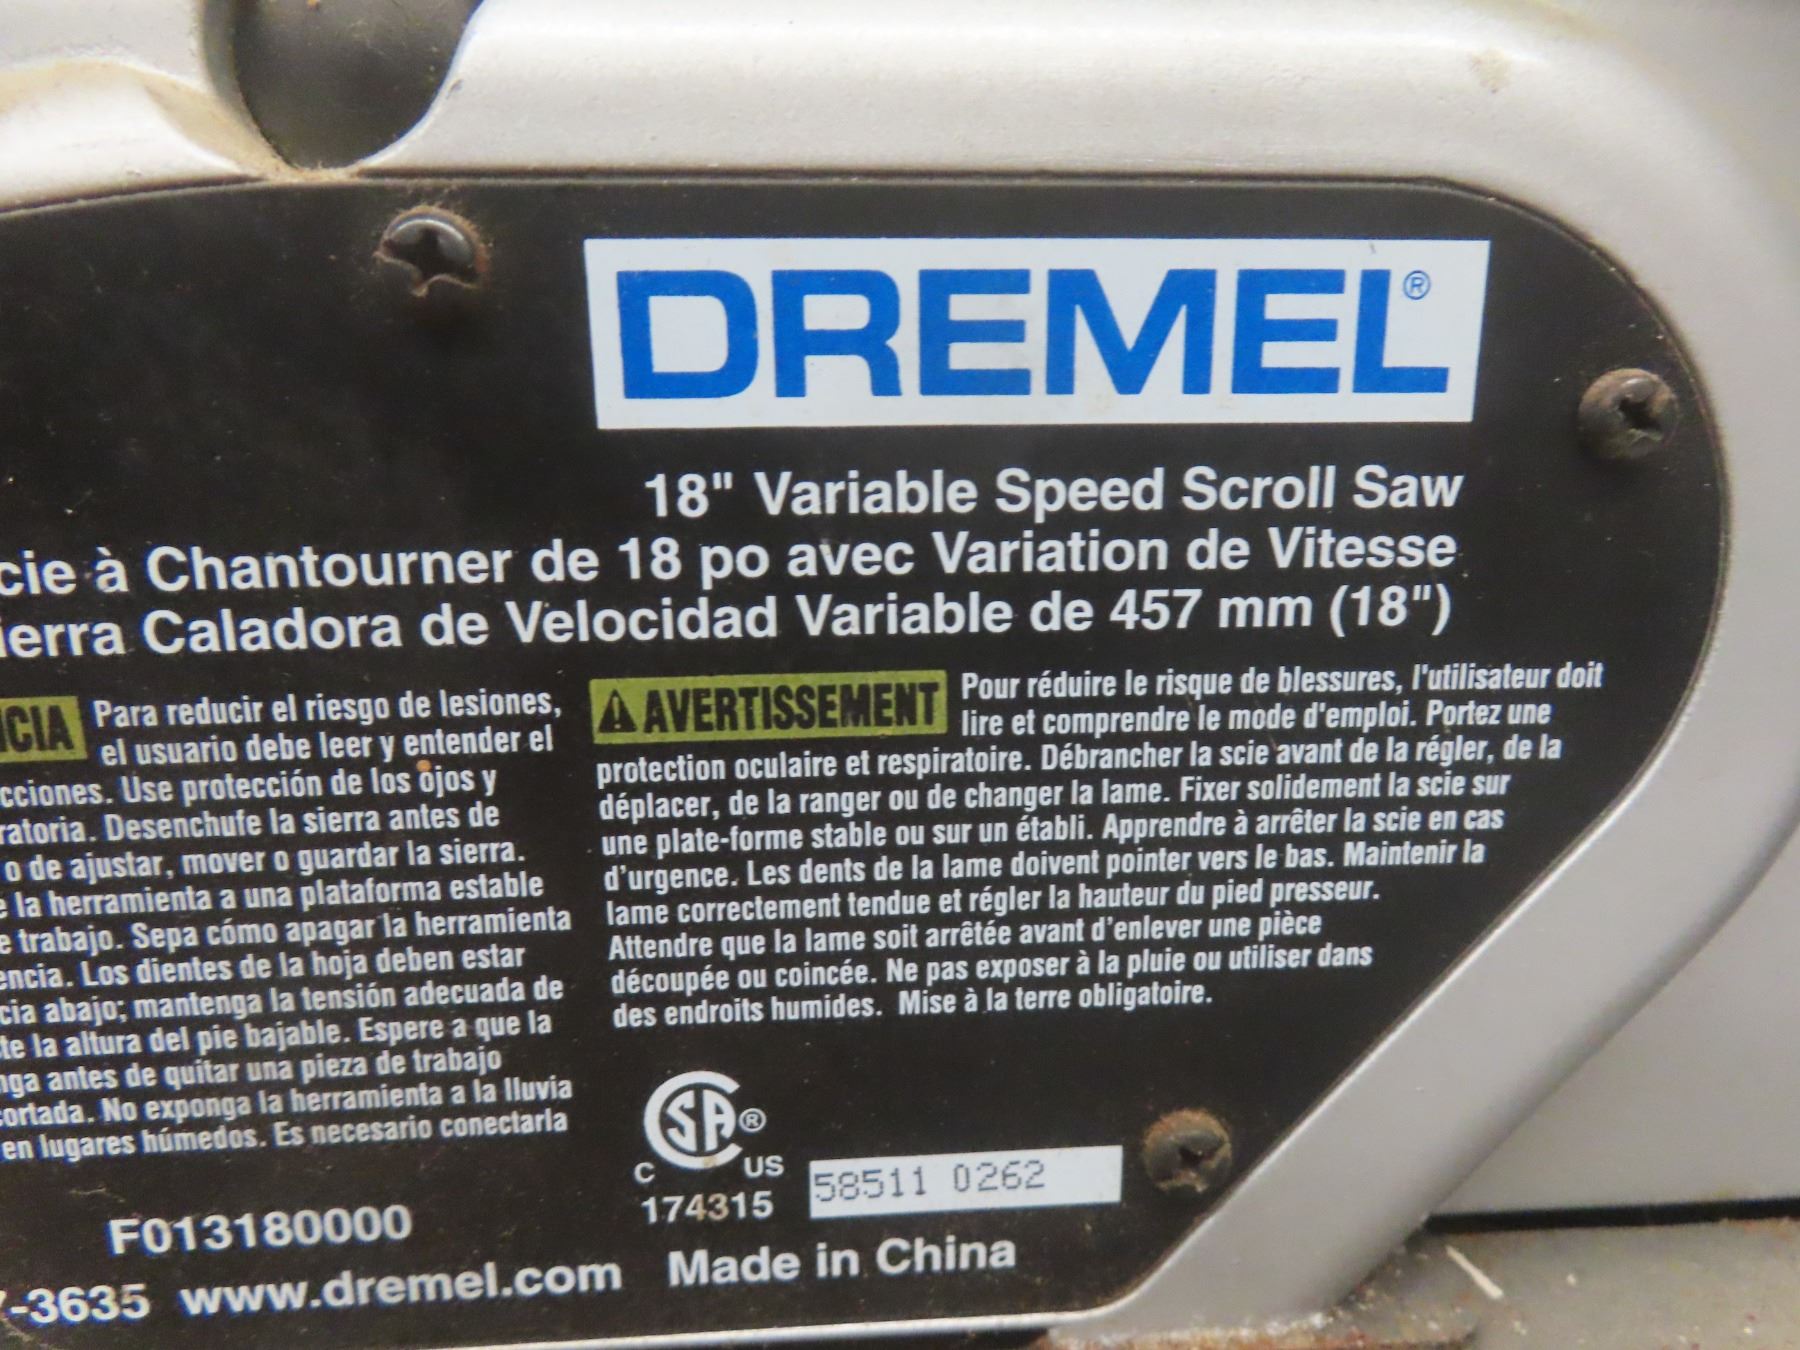 DREMEL®
18" Variable Speed Scroll Saw
cie à Chantourner de 18 po avec Variation de Vitesse
ierra Caladora de Velocidad Variable de 457 mm (18")
CIA Para reducir el riesgo de lesiones,
el usuario debe leer y entender el
cciones. Use protección de los ojos y
ratoria. Desenchufe la sierra antes de
o de ajustar, mover o guardar la sierra.
e la herramienta a una plataforma estable
e trabajo. Sepa cómo apagar la herramienta
encia. Los dientes de la hoja deben estar
cia abajo; mantenga la tensión adecuada de
te la altura del pie bajable. Espere a que la
nga antes de quitar una pieza de trabajo
cortada. No exponga la herramienta a la lluvia
en lugares húmedos. Es necesario conectarla
AVERTISSEMENT Pour réduire le risque de blessures, l'utilisateur doit
lire et comprendre le mode d'emploi. Portez une
protection oculaire et respiratoire. Débrancher la scie avant de la régler, de la
déplacer, de la ranger ou de changer la lame. Fixer solidement la scie sur
une plate-forme stable ou sur un établi. Apprendre à arrêter la scie en cas
d'urgence. Les dents de la lame doivent pointer vers le bas. Maintenir la
lame correctement tendue et régler la hauteur du pied presseur.
Attendre que la lame soit arrêtée avant d'enlever une pièce
découpée ou coincée. Ne pas exposer à la pluie ou utiliser dans
des endroits humides. Mise à la terre obligatoire.
CSA®
C US
174315
58511 0262
F013180000
7-3635 www.dremel.com Made in China